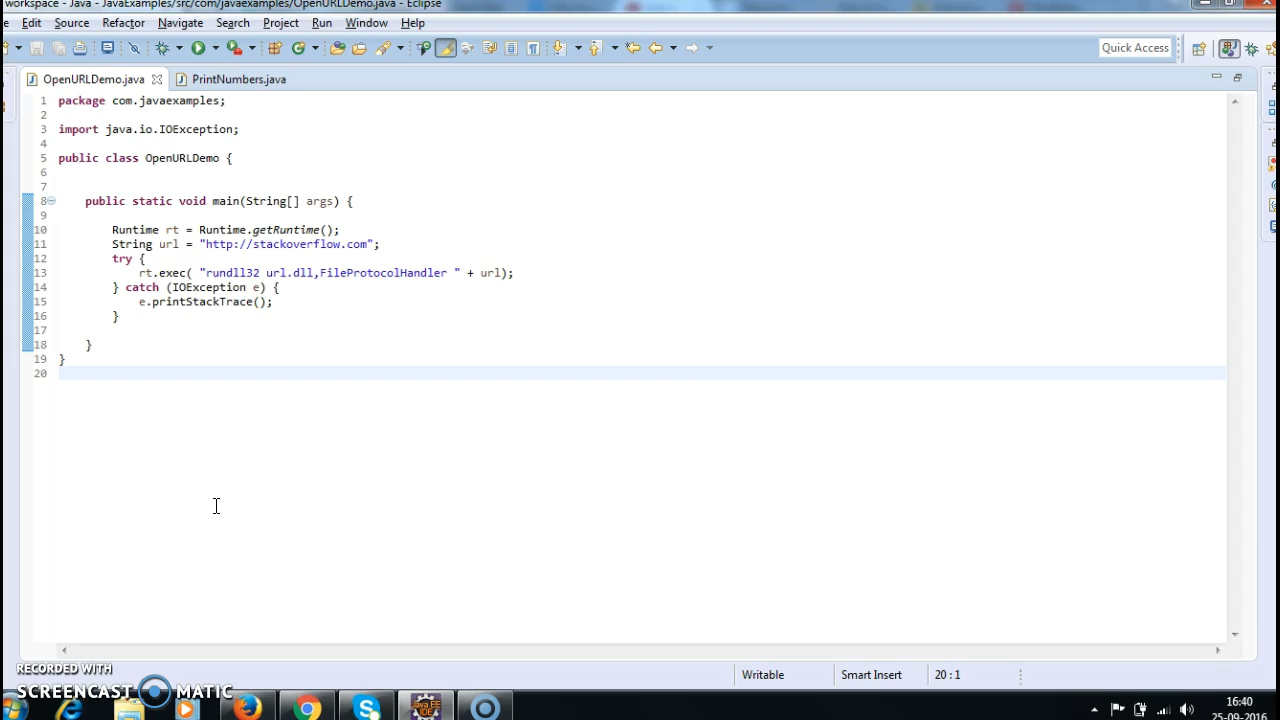 workspace - Java - JavaExamples/src/com/javaexamples/OpenURLDemo.java - Eclipse
Edit Source Refactor Navigate Search Project Run Window Help
Quick Access
OpenURLDemo.java PrintNumbers.java
1 package com.javaexamples;
2
3 import java.io.IOException;
4
5 public class OpenURLDemo {
6
7
8 public static void main(String[] args) {
9
10 Runtime rt = Runtime.getRuntime();
11 String url = "http://stackoverflow.com";
12 try {
13 rt.exec( "rundll32 url.dll,FileProtocolHandler " + url);
14 } catch (IOException e) {
15 e.printStackTrace();
16 }
17
18 }
19 }
20
RECORDED WITH
SCREENCAST MATIC
Writable Smart Insert 20 : 1
Java EE
IDE
16:40
25-09-2016